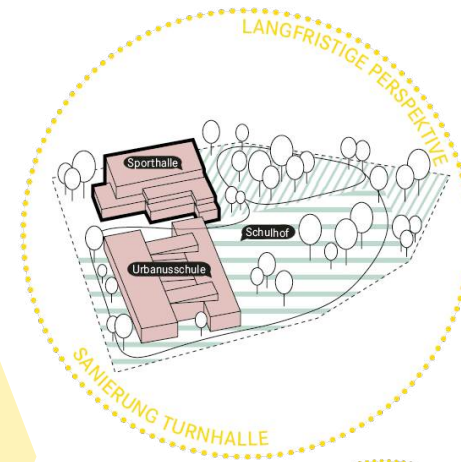 LANGFRISTIGE PERSPEKTIVE
Sporthalle
Schulhof
Urbanusschule
SANIERUNG TURNHALLE